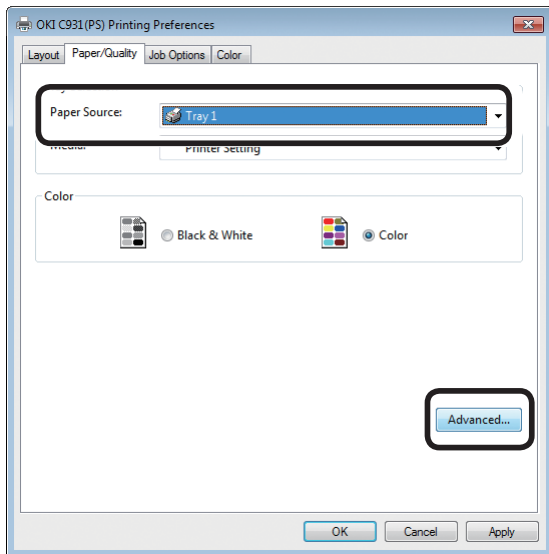 OKI C931(PS) Printing Preferences
Layout Paper/Quality Job Options Color
Paper Source: Tray 1
Media: Printer Setting
Color
Black & White Color
Advanced...
OK Cancel Apply